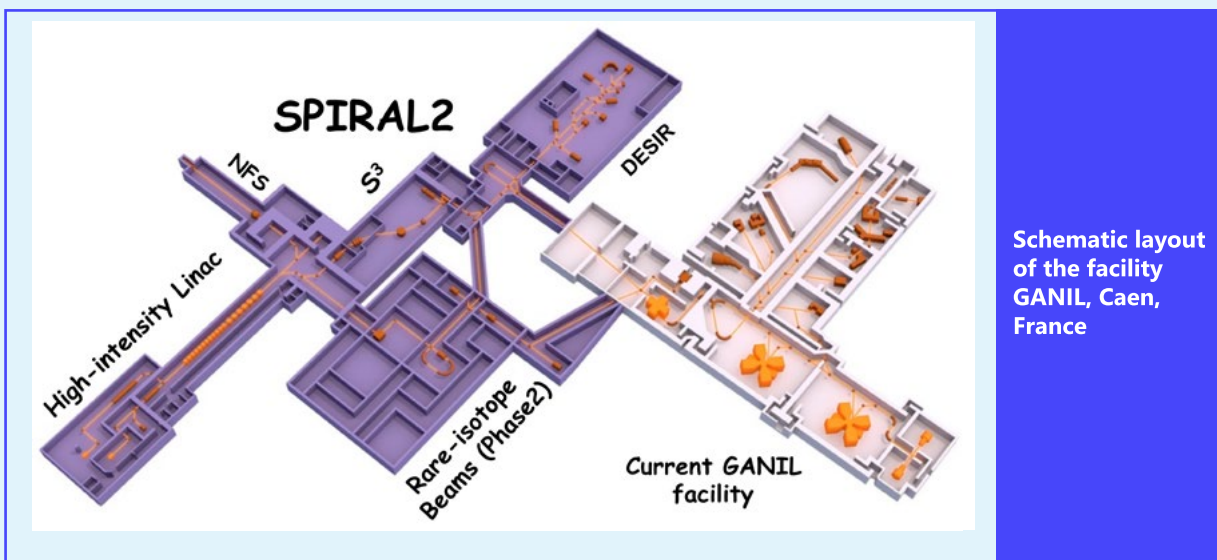 SPIRAL2
NFS
S³
DESIR
High-intensity Linac
Rare-isotope
Beams (Phase2)
Current GANIL
facility
Schematic layout
of the facility
GANIL, Caen,
France